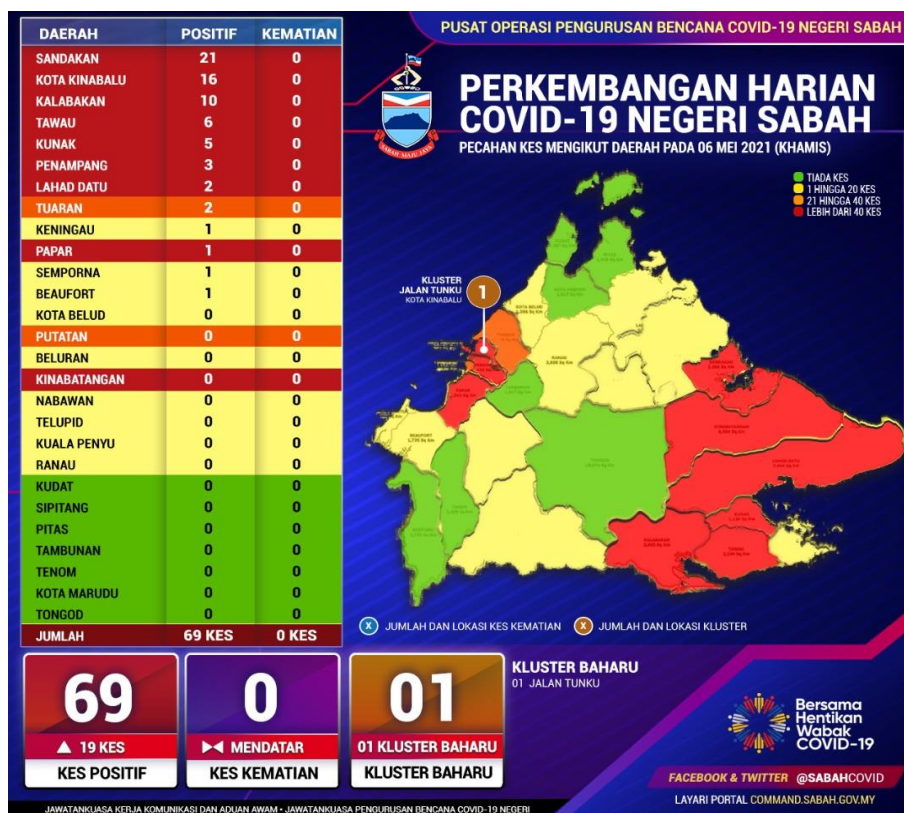 PUSAT OPERASI PENGURUSAN BENCANA COVID-19 NEGERI SABAH
PERKEMBANGAN HARIAN
COVID-19 NEGERI SABAH
PECAHAN KES MENGIKUT DAERAH PADA 06 MEI 2021 (KHAMIS)
SABAH MAJU JAYA
DAERAH POSITIF KEMATIAN
SANDAKAN 21 0
KOTA KINABALU 16 0
KALABAKAN 10 0
TAWAU 6 0
KUNAK 5 0
PENAMPANG 3 0
LAHAD DATU 2 0
TUARAN 2 0
KENINGAU 1 0
PAPAR 1 0
SEMPORNA 1 0
BEAUFORT 1 0
KOTA BELUD 0 0
PUTATAN 0 0
BELURAN 0 0
KINABATANGAN 0 0
NABAWAN 0 0
TELUPID 0 0
KUALA PENYU 0 0
RANAU 0 0
KUDAT 0 0
SIPITANG 0 0
PITAS 0 0
TAMBUNAN 0 0
TENOM 0 0
KOTA MARUDU 0 0
TONGOD 0 0
JUMLAH 69 KES 0 KES
TIADA KES
1 HINGGA 20 KES
21 HINGGA 40 KES
LEBIH DARI 40 KES
KLUSTER
JALAN TUNKU
KOTA KINABALU
1
X JUMLAH DAN LOKASI KES KEMATIAN
X JUMLAH DAN LOKASI KLUSTER
69
19 KES
KES POSITIF
0
MENDATAR
KES KEMATIAN
01
01 KLUSTER BAHARU
KLUSTER BAHARU
KLUSTER BAHARU
01 JALAN TUNKU
Bersama
Hentikan
Wabak
COVID-19
FACEBOOK & TWITTER @SABAHCOVID
LAYARI PORTAL COMMAND.SABAH.GOV.MY
JAWATANKUASA KERJA KOMUNIKASI DAN ADUAN AWAM • JAWATANKUASA PENGURUSAN BENCANA COVID-19 NEGERI